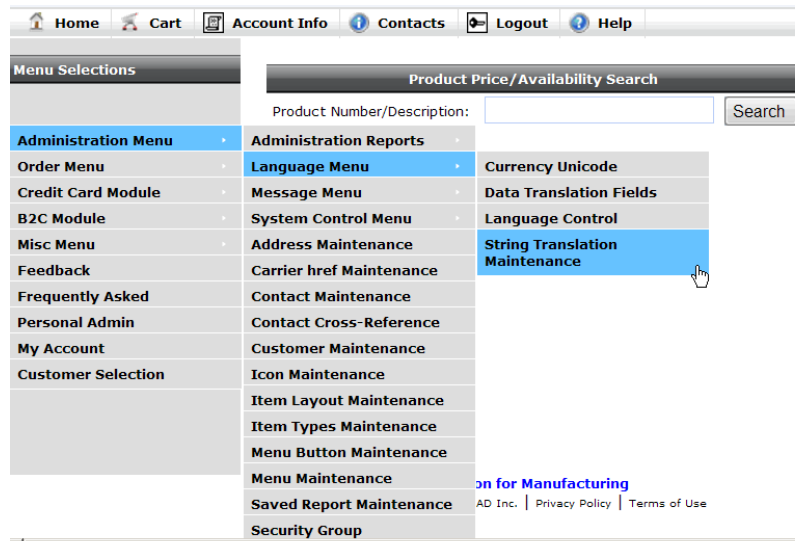 Home Cart Account Info Contacts Logout Help
Menu Selections
Product Price/Availability Search
Product Number/Description: Search
Administration Menu
Order Menu
Credit Card Module
B2C Module
Misc Menu
Feedback
Frequently Asked
Personal Admin
My Account
Customer Selection
Administration Reports
Language Menu
Message Menu
System Control Menu
Address Maintenance
Carrier href Maintenance
Contact Maintenance
Contact Cross-Reference
Customer Maintenance
Icon Maintenance
Item Layout Maintenance
Item Types Maintenance
Menu Button Maintenance
Menu Maintenance
Saved Report Maintenance
Security Group
Currency Unicode
Data Translation Fields
Language Control
String Translation
Maintenance
on for Manufacturing
AD Inc. | Privacy Policy | Terms of Use